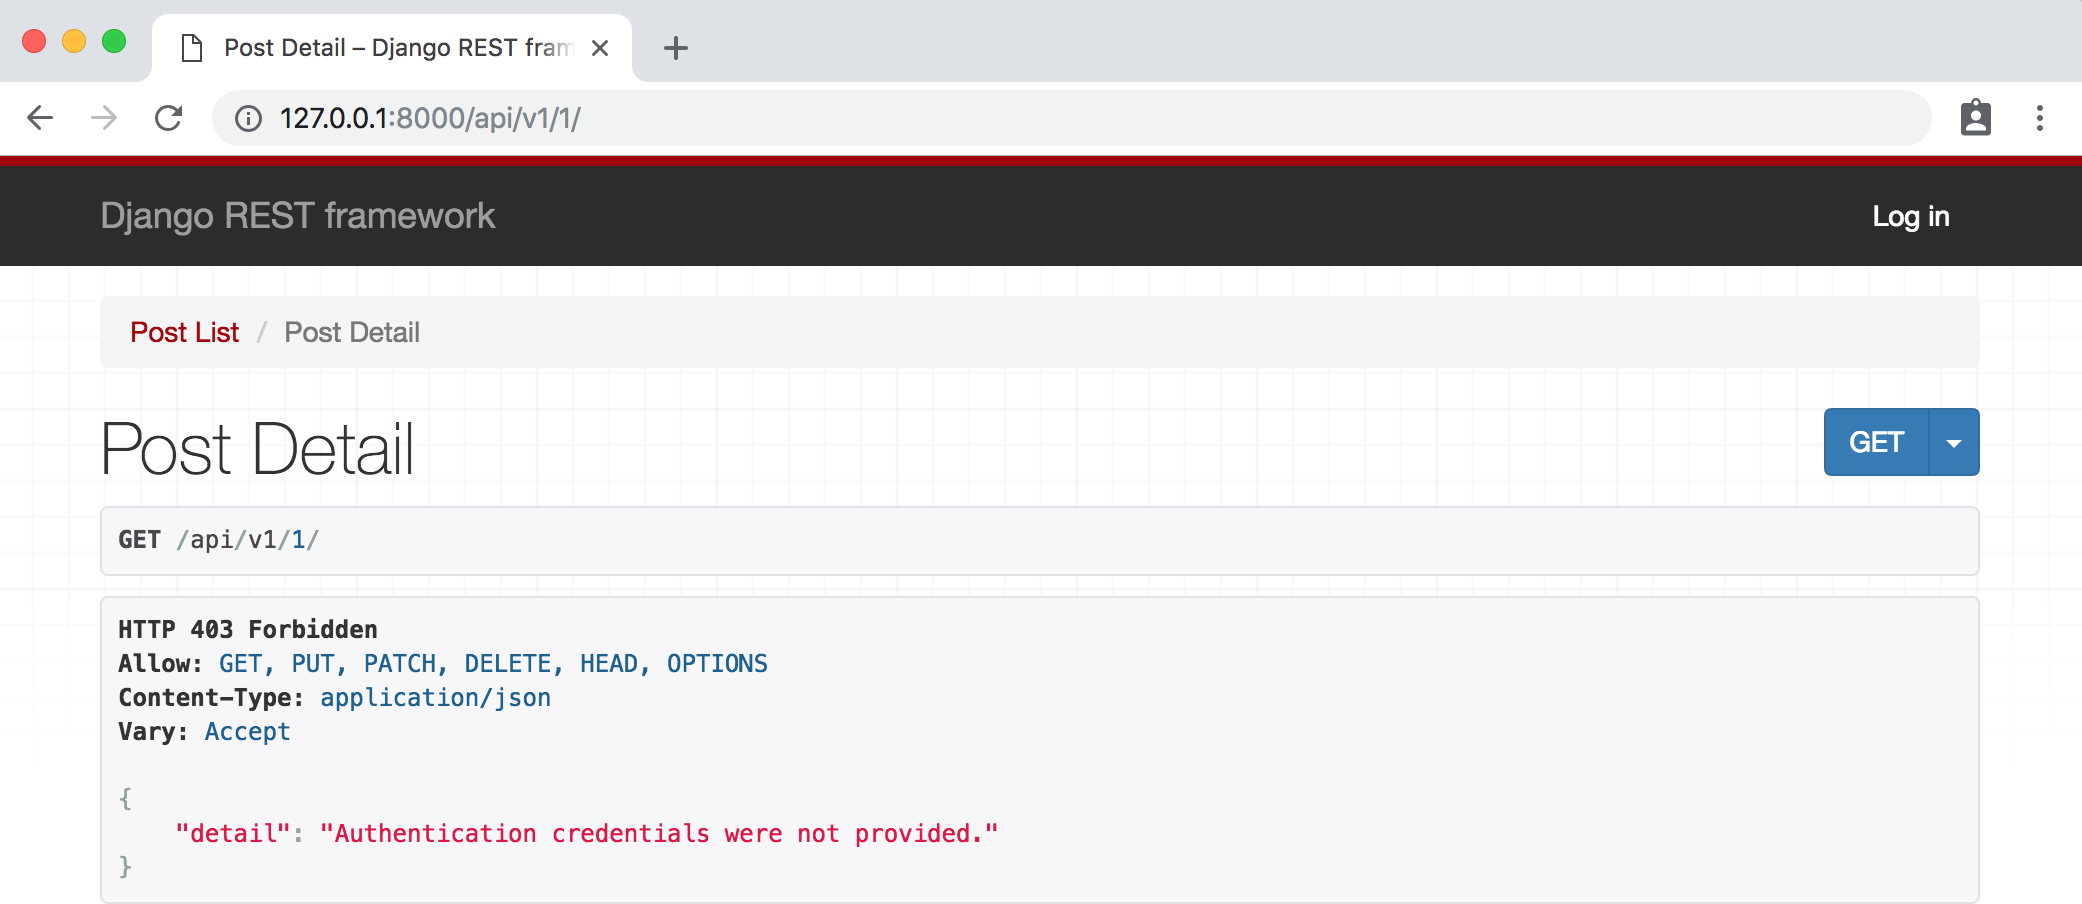 Post Detail – Django REST fram
127.0.0.1:8000/api/v1/1/
Django REST framework
Log in
Post List / Post Detail
Post Detail
GET
GET /api/v1/1/
HTTP 403 Forbidden
Allow: GET, PUT, PATCH, DELETE, HEAD, OPTIONS
Content-Type: application/json
Vary: Accept
{
"detail": "Authentication credentials were not provided."
}